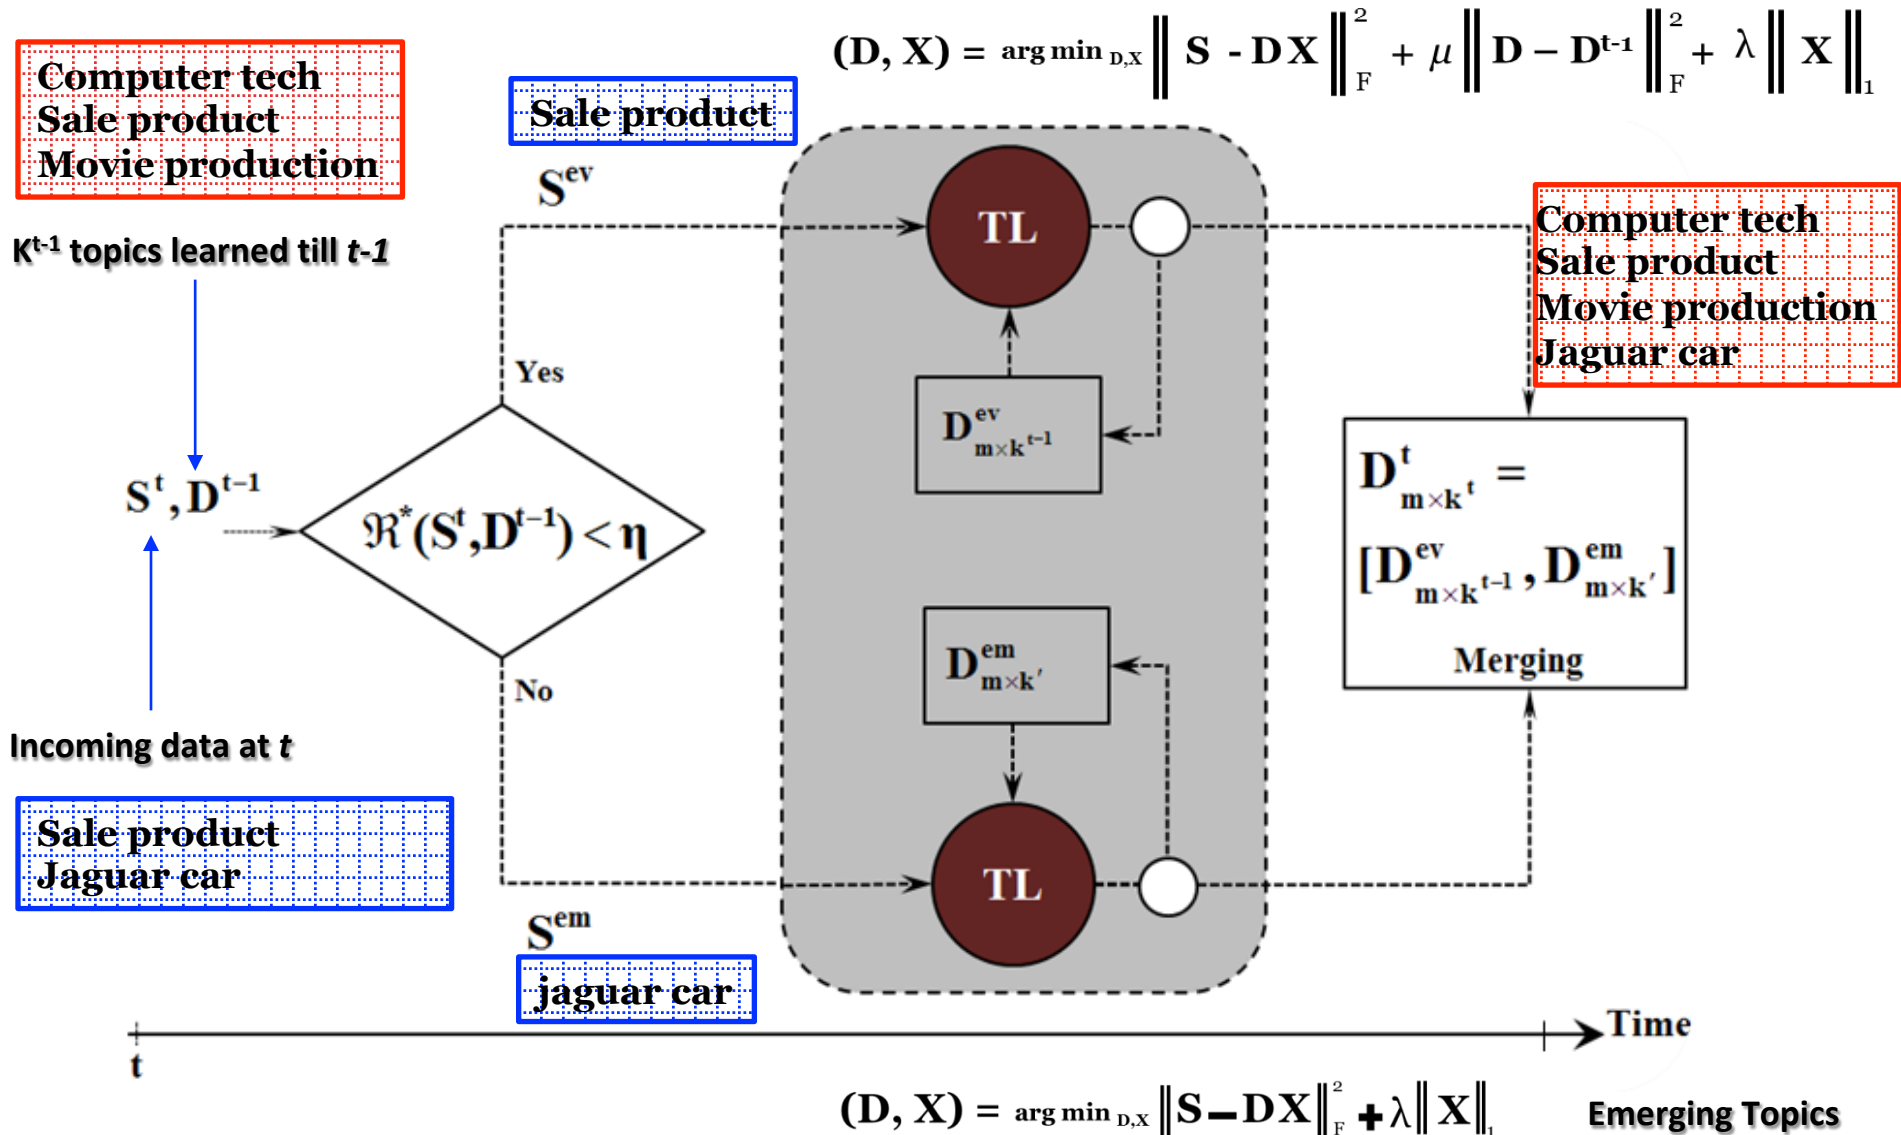 (D, X) = arg min D,X ‖ S - D X ‖²F + μ ‖ D – Dt-1 ‖²F + λ ‖ X ‖1
Computer tech
Sale product
Movie production
Sale product
Sev
TL
Computer tech
Sale product
Movie production
Jaguar car
Kt-1 topics learned till t-1
Yes
Dev m×kt−1
St, Dt−1
ℜ*(St,Dt−1) < η
Dt m×kt =
[Dev m×kt−1 , Dem m×k′]
Merging
Dem m×k′
No
Incoming data at t
Sale product
Jaguar car
TL
Sem
jaguar car
Time
t
(D, X) = arg min D,X ‖S–DX‖²F +λ‖X‖1
Emerging Topics